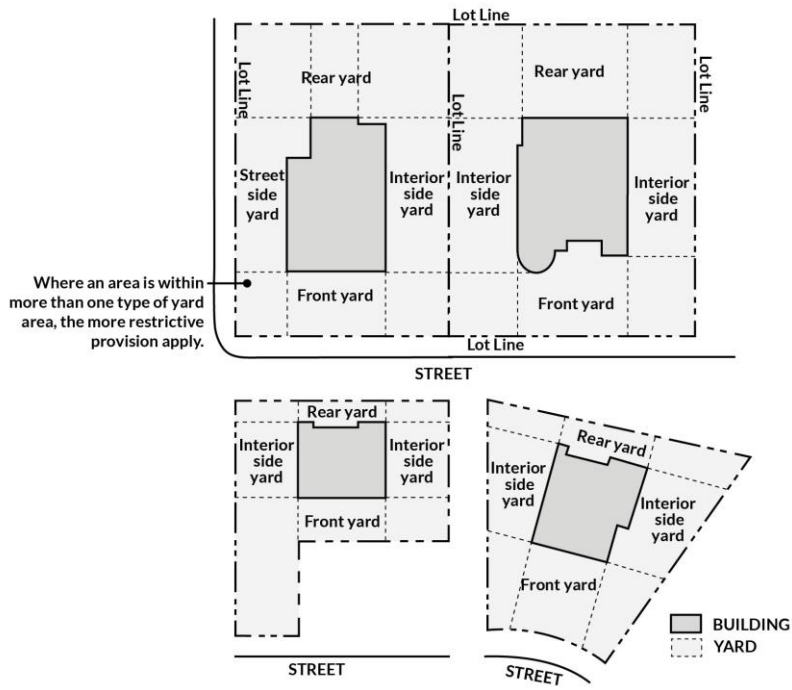 Lot Line
Rear yard
Rear yard
Lot Line
Lot Line
Lot Line
Street
side
yard
Interior
side
yard
Interior
side
yard
Interior
side
yard
Where an area is within
more than one type of yard
area, the more restrictive
provision apply.
Front yard
Front yard
Lot Line
STREET
Rear yard
Interior
side
yard
Interior
side
yard
Front yard
STREET
Rear yard
Interior
side
yard
Interior
side
yard
Front yard
STREET
BUILDING
YARD